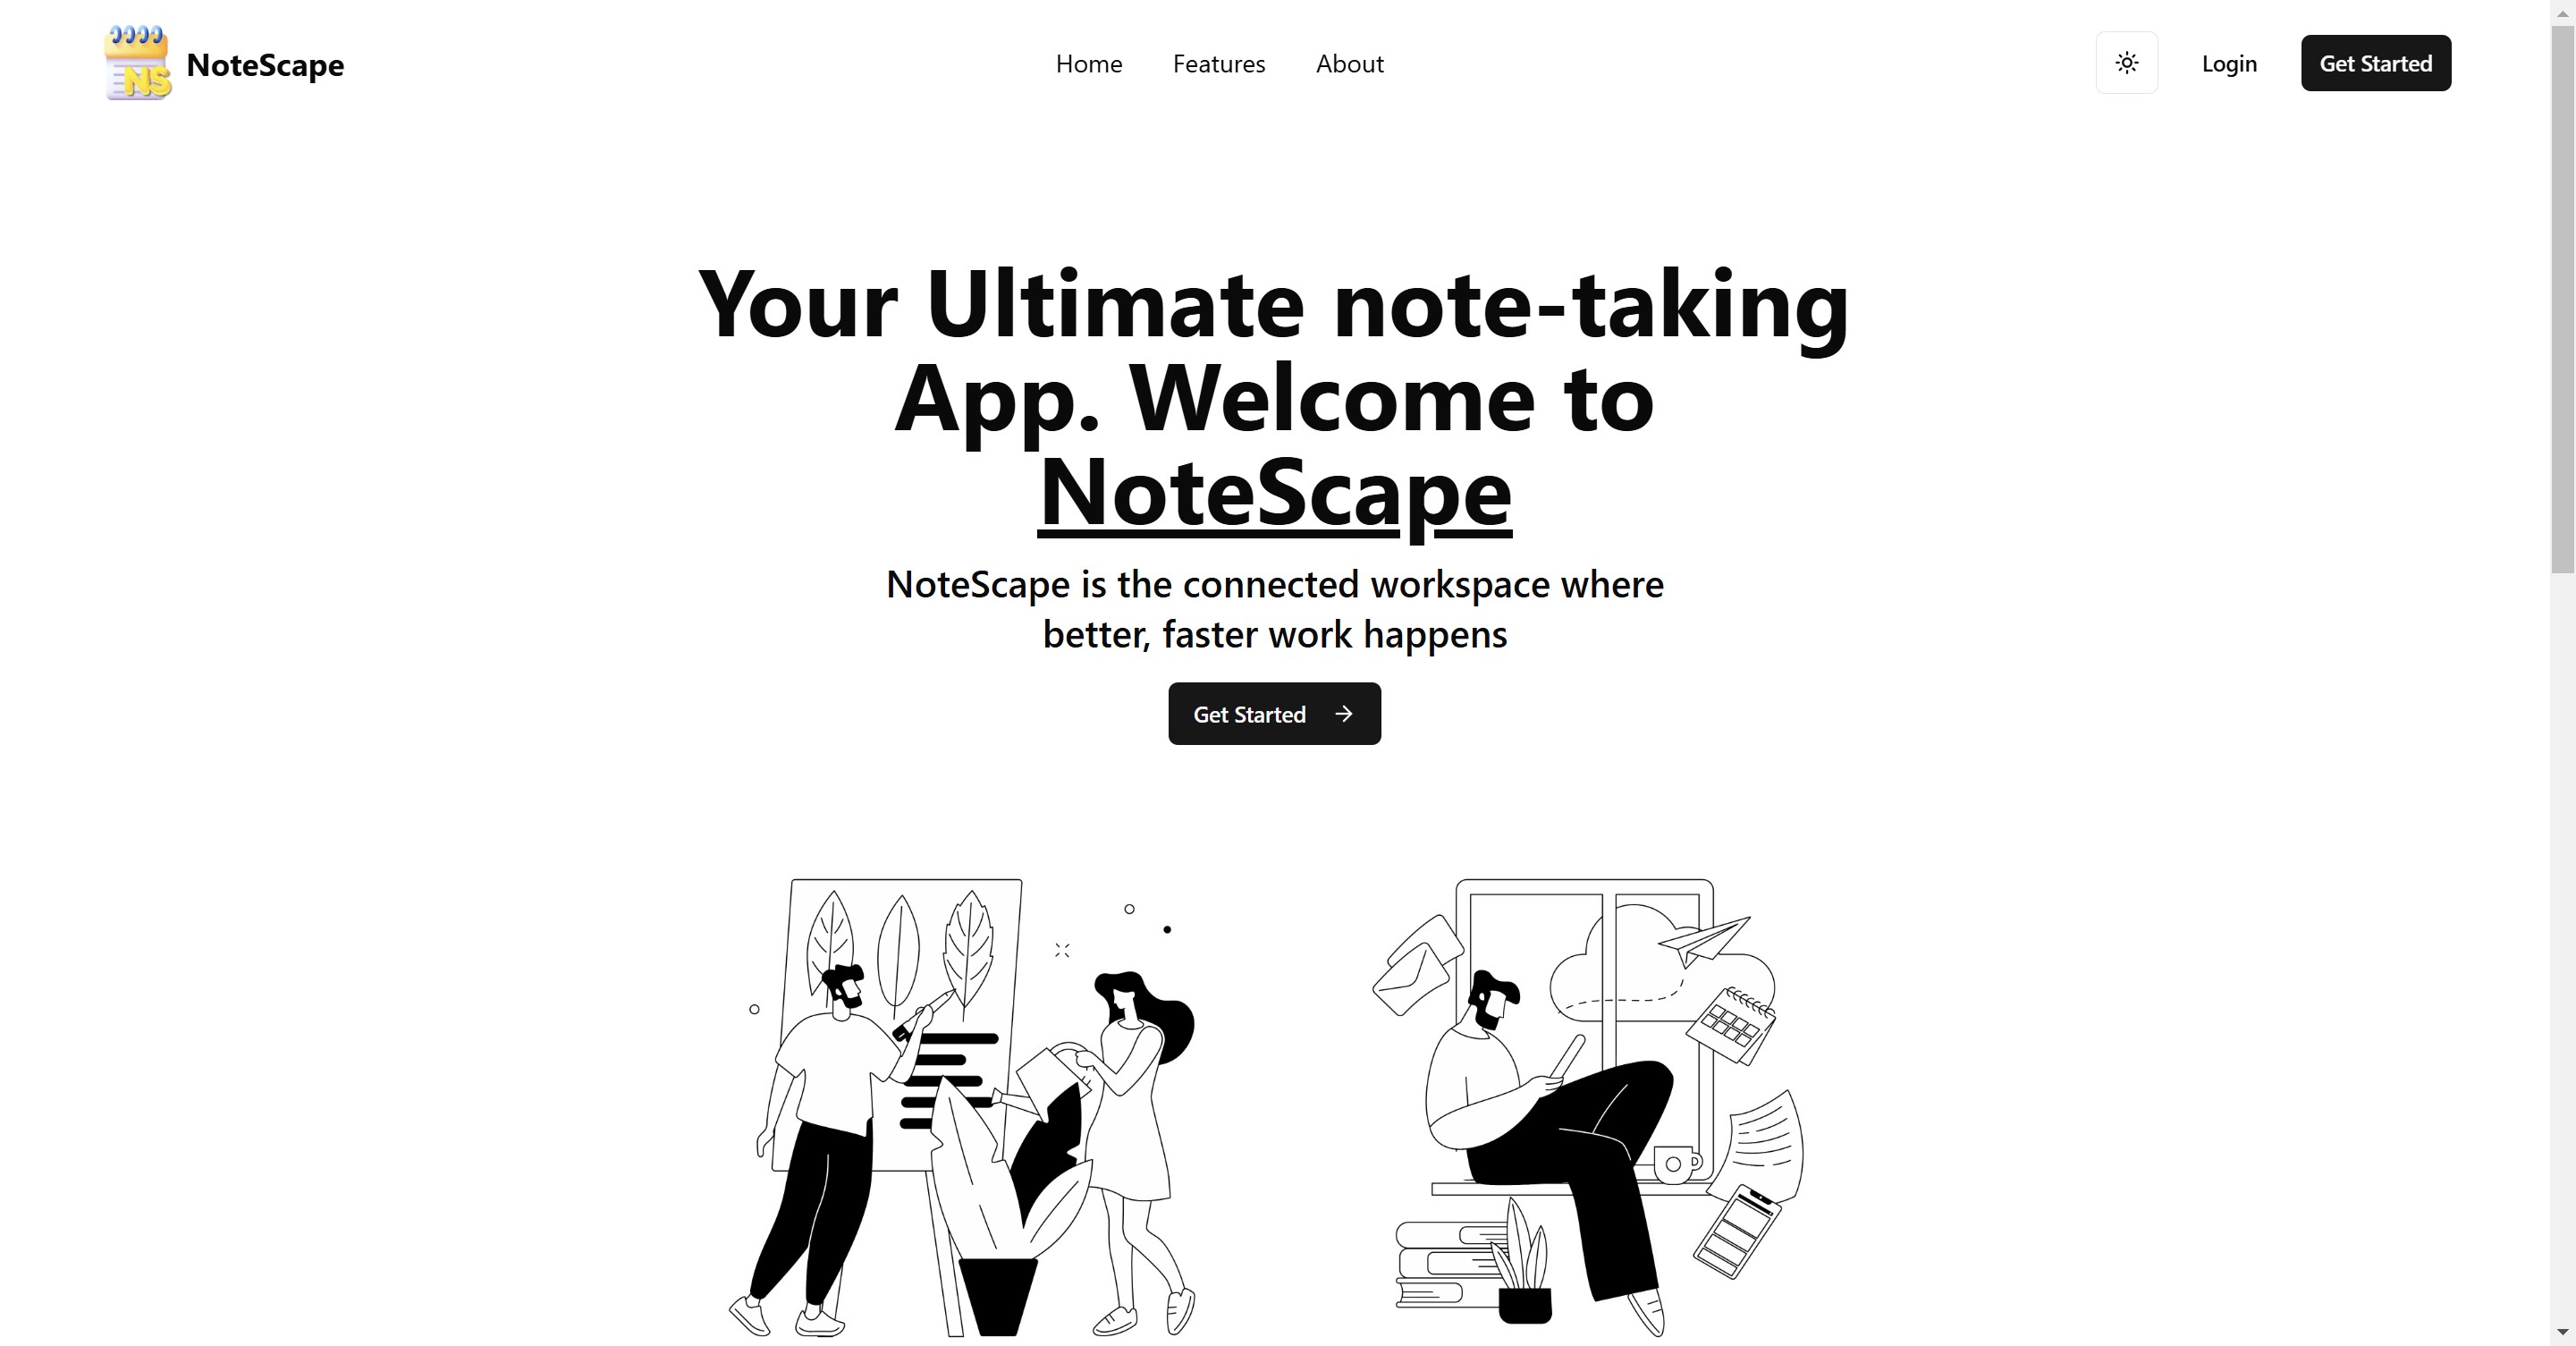 NS
NoteScape
Home
Features
About
Login
Get Started
Your Ultimate note-taking
App. Welcome to
NoteScape
NoteScape is the connected workspace where
better, faster work happens
Get Started